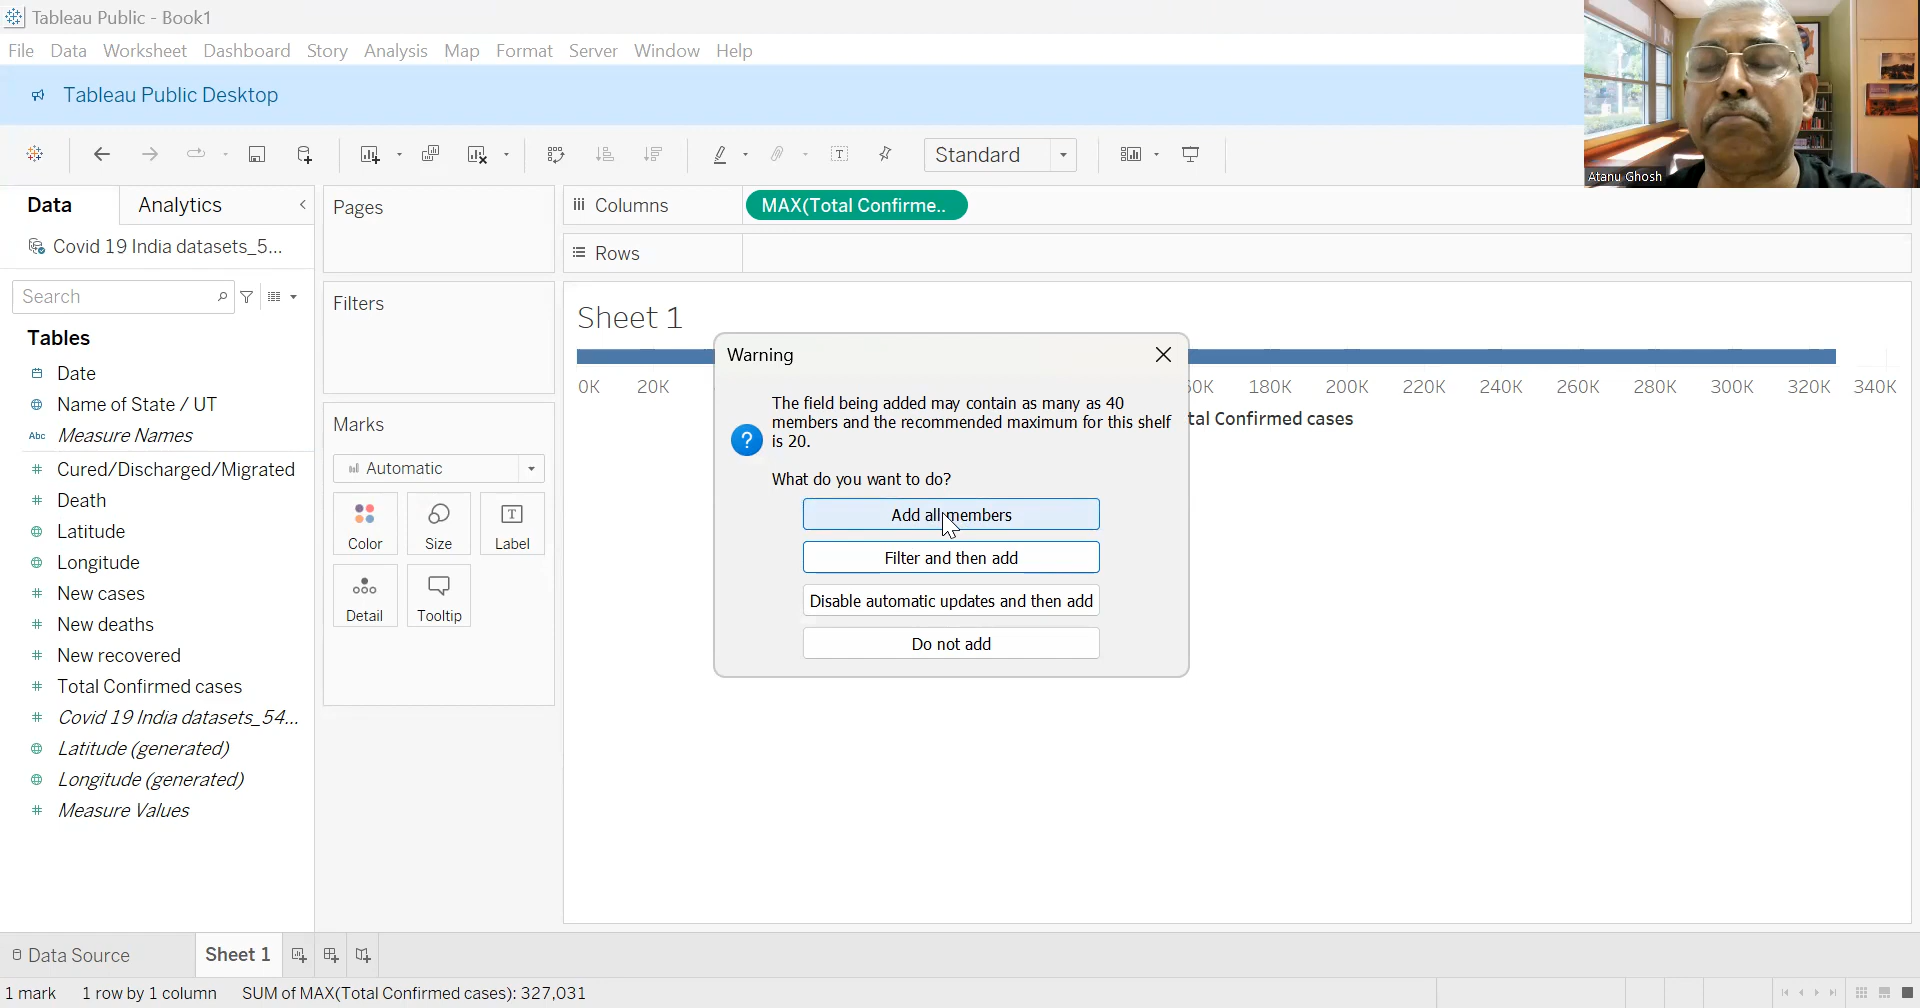 Tableau Public - Book1
File Data Worksheet Dashboard Story Analysis Map Format Server Window Help
Tableau Public Desktop
Standard
Atanu Ghosh
Data Analytics
Pages
Columns
MAX(Total Confirme..
Covid 19 India datasets_5...
Rows
Search
Filters
Sheet 1
Tables
Warning
Date
Name of State / UT
Measure Names
0K 20K 180K 200K 220K 240K 260K 280K 300K 320K 340K
The field being added may contain as many as 40
members and the recommended maximum for this shelf
is 20.
tal Confirmed cases
Marks
Automatic
Cured/Discharged/Migrated
What do you want to do?
Death
Add all members
Latitude
Color Size Label
Longitude
Filter and then add
New cases
Disable automatic updates and then add
Detail Tooltip
New deaths
Do not add
New recovered
Total Confirmed cases
Covid 19 India datasets_54...
Latitude (generated)
Longitude (generated)
Measure Values
Data Source Sheet 1
1 mark 1 row by 1 column SUM of MAX(Total Confirmed cases): 327,031